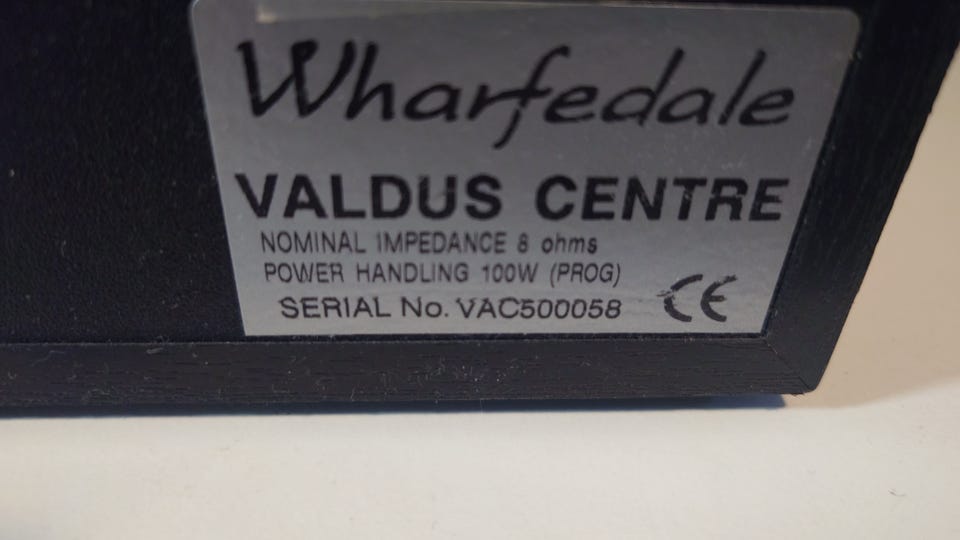 Wharfedale
VALDUS CENTRE
NOMINAL IMPEDANCE 8 ohms
POWER HANDLING 100W (PROG)
SERIAL No. VAC500058
CE